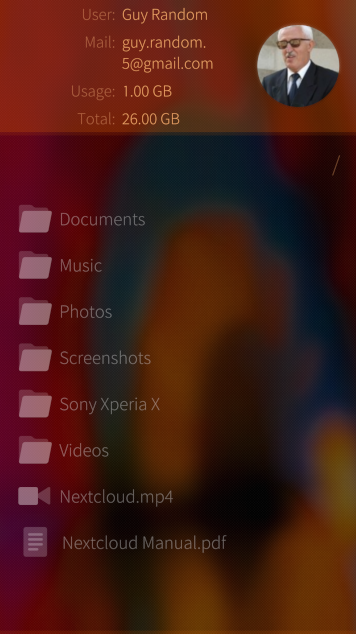 User: Guy Random
Mail: guy.random.
5@gmail.com
Usage: 1.00 GB
Total: 26.00 GB
/
Documents
Music
Photos
Screenshots
Sony Xperia X
Videos
Nextcloud.mp4
Nextcloud Manual.pdf